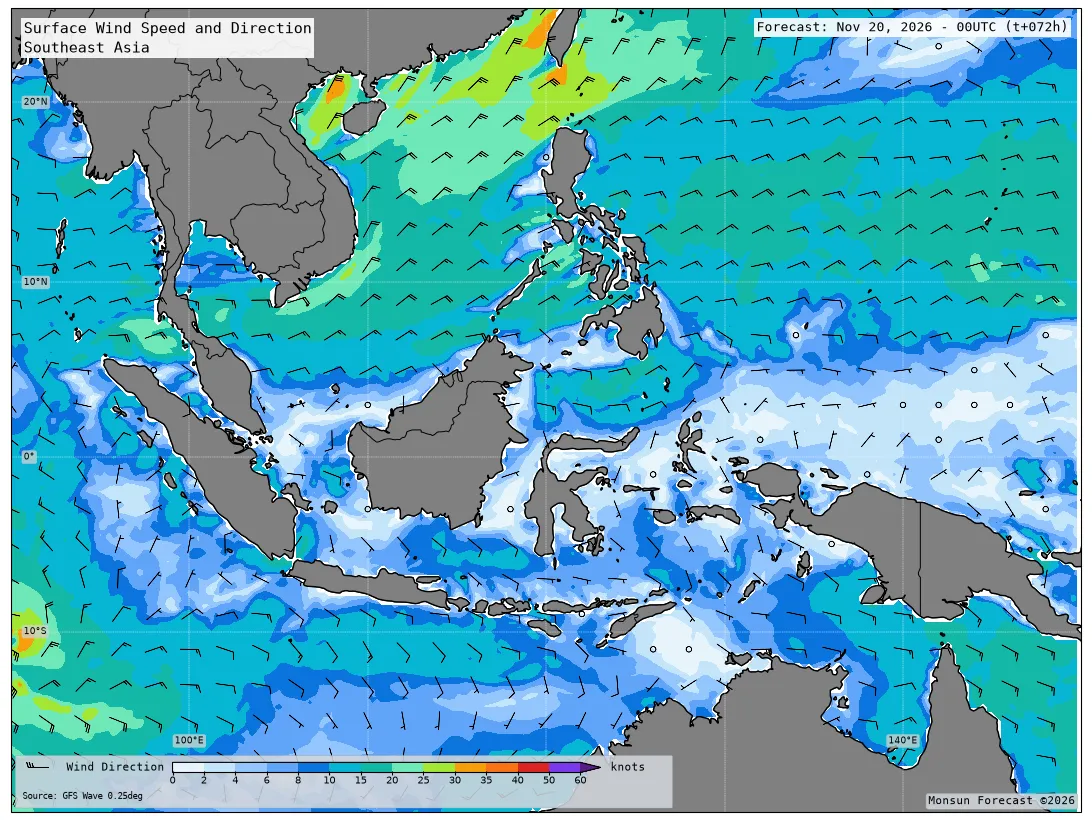 Surface Wind Speed and Direction
Southeast Asia
Forecast: Nov 20, 2026 - 00UTC (t+072h)
20°N
10°N
0°
10°S
100°E
140°E
Wind Direction
0 2 4 6 8 10 15 20 25 30 35 40 50 60
knots
Source: GFS Wave 0.25deg
Monsun Forecast ©2026